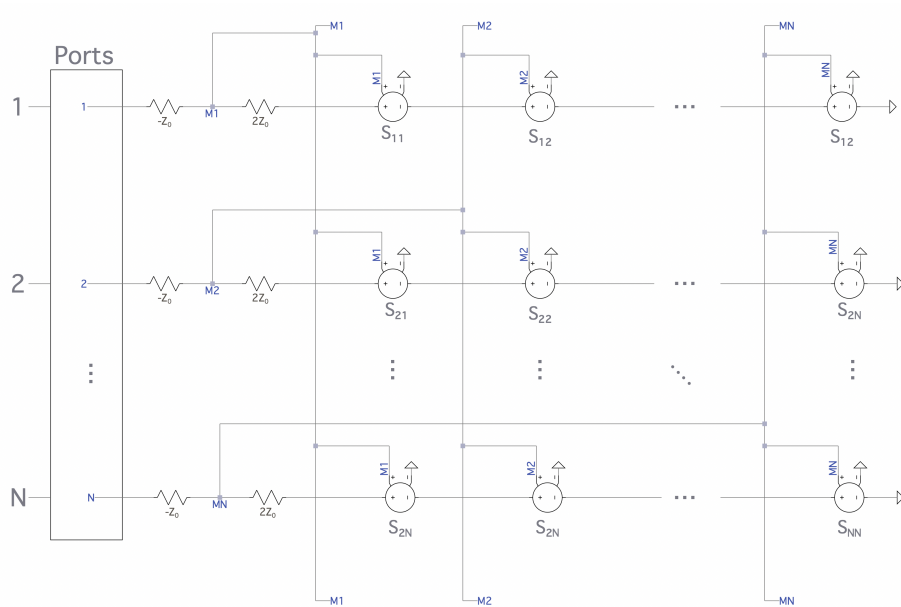 M1 M2 MN
Ports
M1 M2 MN
1 1 -Z₀ M1 2Z₀ + - + - ... + -
S₁₁ S₁₂ S₁₂
M1 M2 MN
2 2 -Z₀ M2 2Z₀ + - + - ... + -
S₂₁ S₂₂ S₂N
M1 M2 MN
N N -Z₀ MN 2Z₀ + - + - ... + -
S₂N S₂N SNN
M1 M2 MN